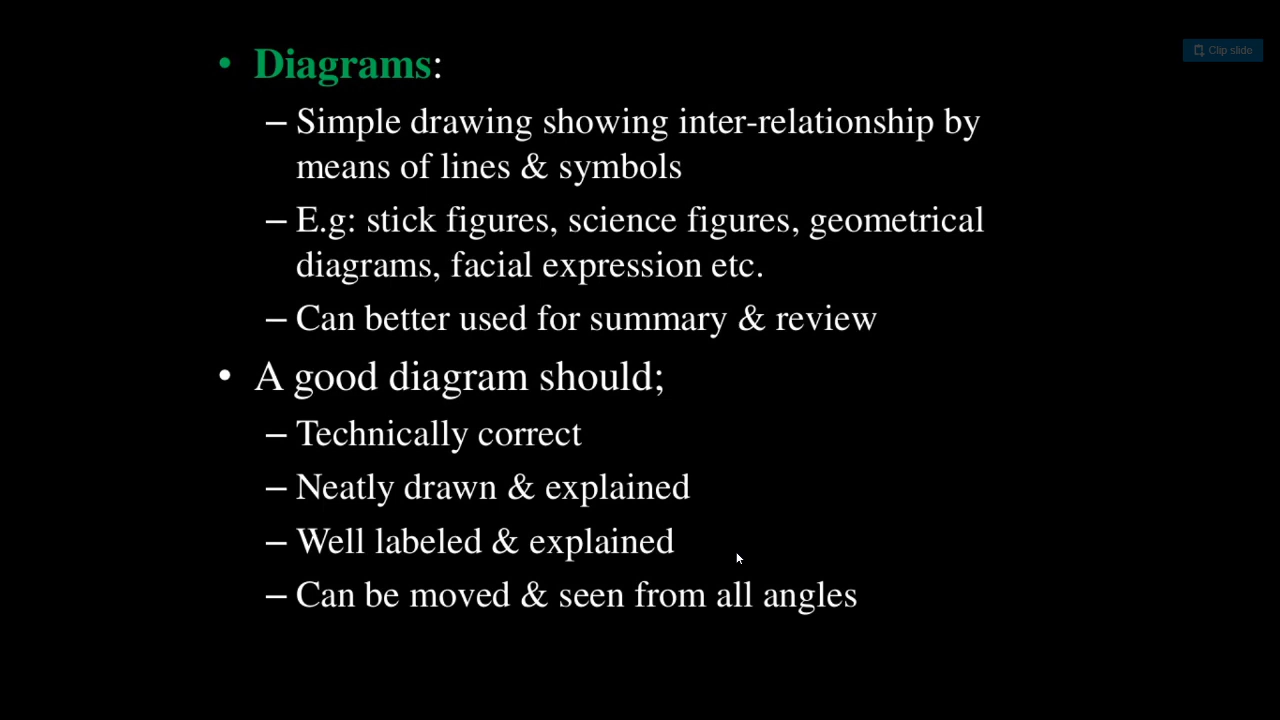 • Diagrams:
– Simple drawing showing inter-relationship by
means of lines & symbols
– E.g: stick figures, science figures, geometrical
diagrams, facial expression etc.
– Can better used for summary & review
• A good diagram should;
– Technically correct
– Neatly drawn & explained
– Well labeled & explained
– Can be moved & seen from all angles
Clip slide